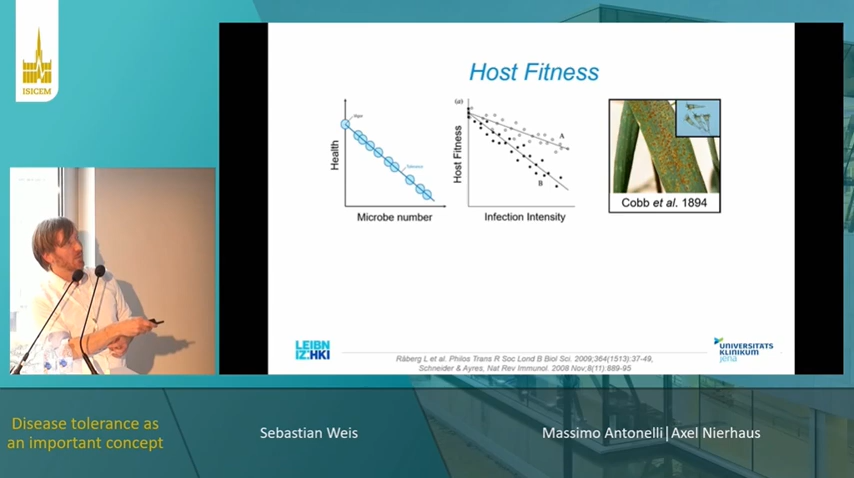 ISICEM
Host Fitness
Health
Microbe number
(a)
Host Fitness
A
B
Infection Intensity
Cobb et al. 1894
LEIBN
IZ HKI
UNIVERSITÄTS
KLINIKUM
jena
Råberg L et al. Philos Trans R Soc Lond B Biol Sci. 2009;364(1513):37-49,
Schneider & Ayres, Nat Rev Immunol. 2008 Nov;8(11):889-95
Disease tolerance as
an important concept
Sebastian Weis
Massimo Antonelli|Axel Nierhaus